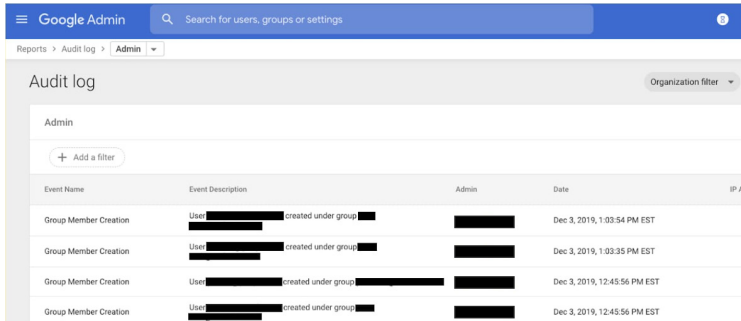 Google Admin
Search for users, groups or settings
Reports > Audit log > Admin
Audit log
Organization filter
Admin
+ Add a filter
Event Name Event Description Admin Date IP A
Group Member Creation User created under group Dec 3, 2019, 1:03:54 PM EST
Group Member Creation User created under group Dec 3, 2019, 1:03:35 PM EST
Group Member Creation User created under group Dec 3, 2019, 12:45:56 PM EST
Group Member Creation User created under group Dec 3, 2019, 12:45:56 PM EST